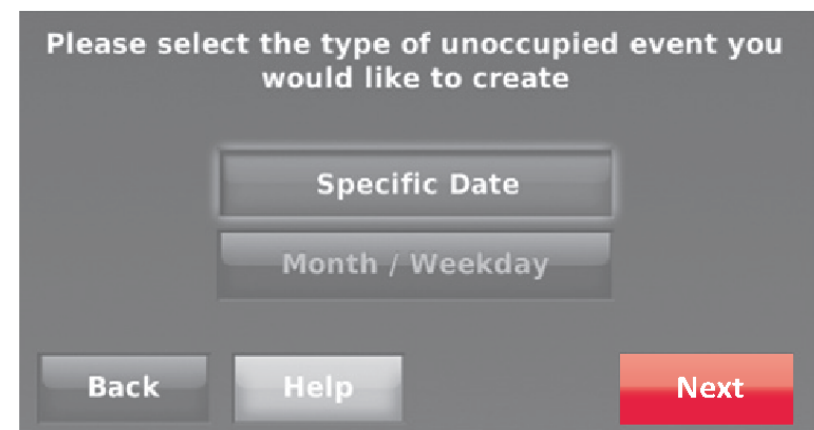 Please select the type of unoccupied event you
would like to create
Specific Date
Month / Weekday
Back
Help
Next